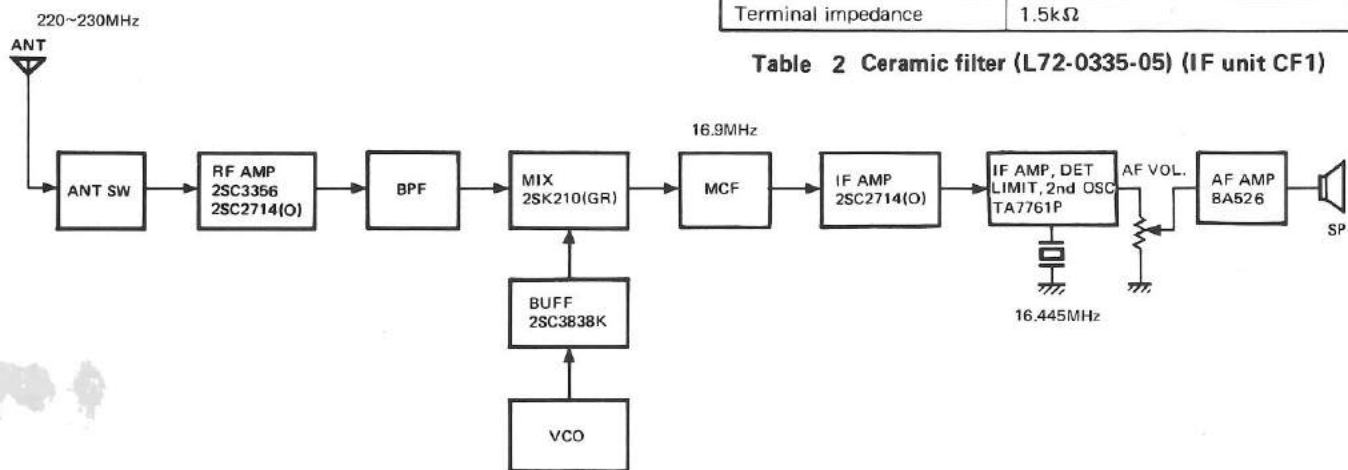 Terminal impedance 1.5kΩ
Table 2 Ceramic filter (L72-0335-05) (IF unit CF1)
220~230MHz
ANT
ANT SW
RF AMP
2SC3356
2SC2714(O)
BPF
MIX
2SK210(GR)
BUFF
2SC3838K
VCO
16.9MHz
MCF
IF AMP
2SC2714(O)
IF AMP, DET
LIMIT, 2nd OSC
TA7761P
16.445MHz
AF VOL.
AF AMP
BA526
SP